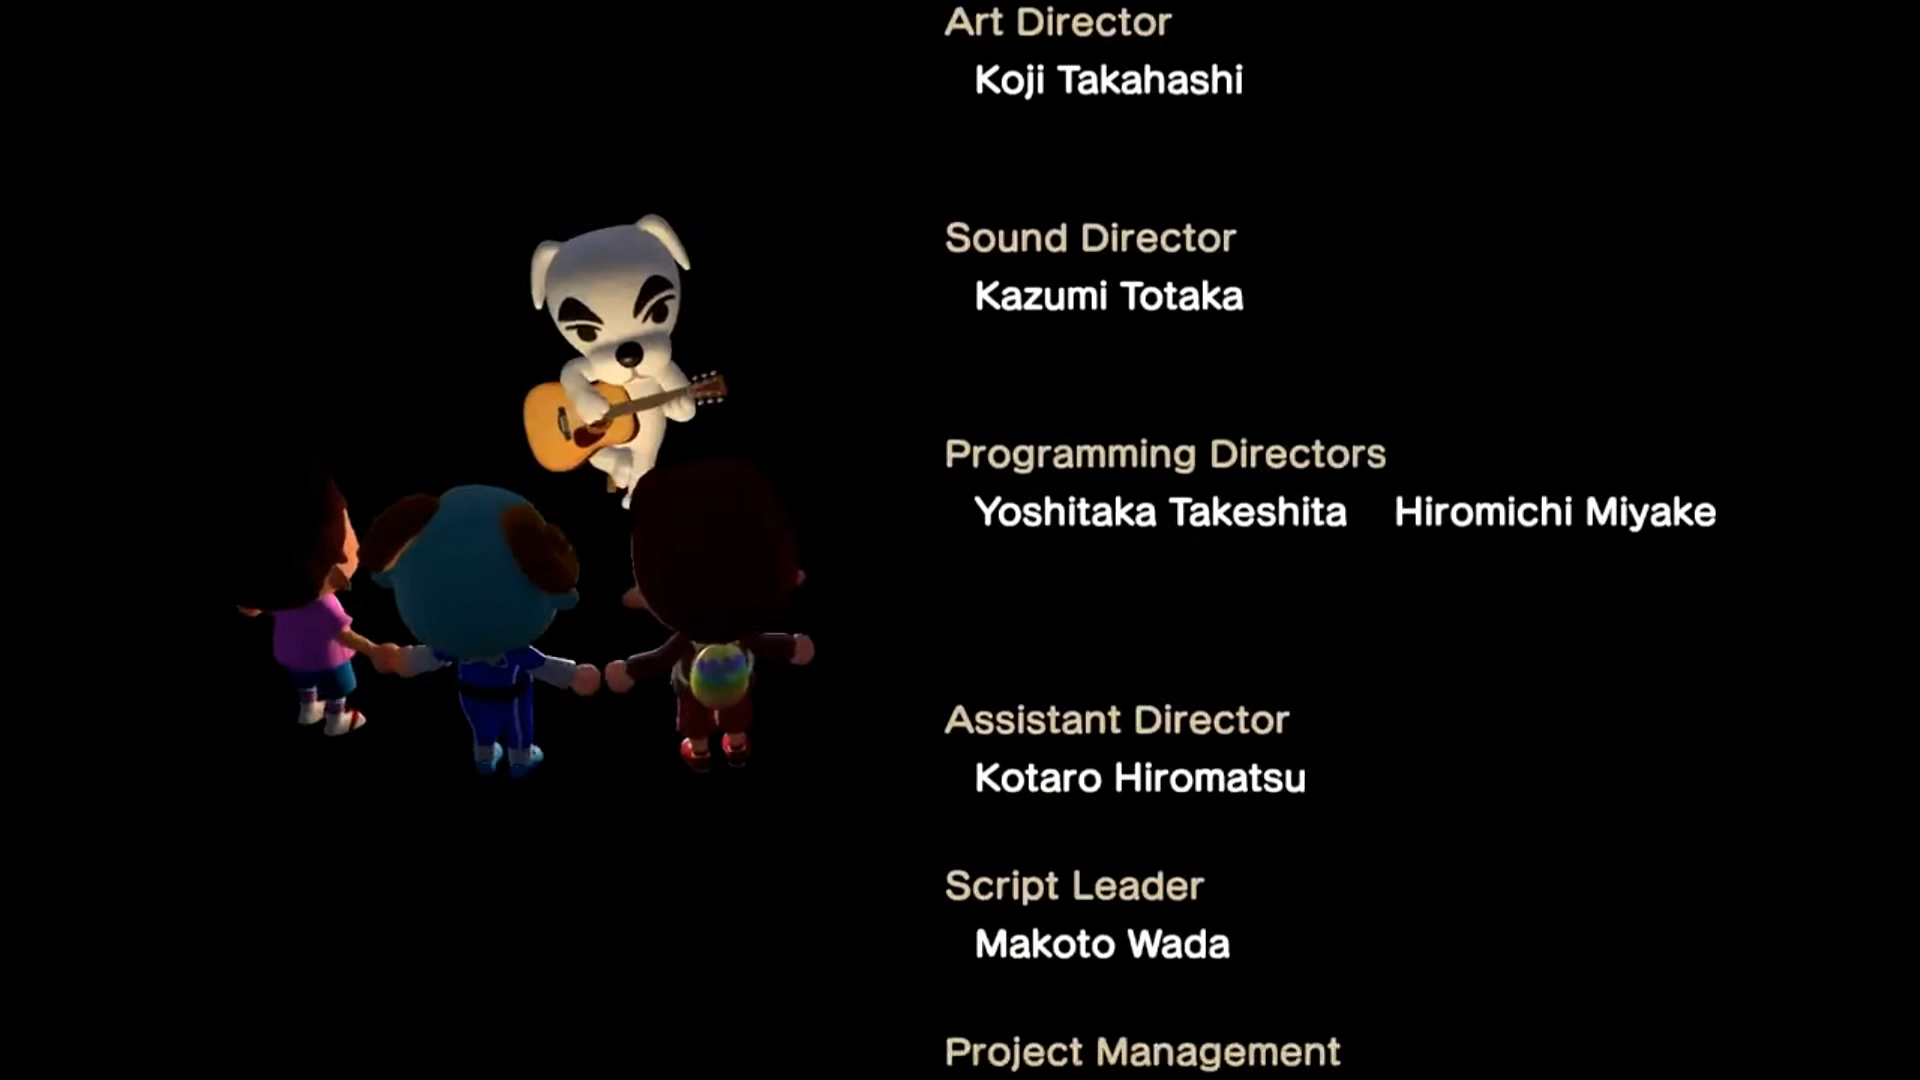 Art Director
Koji Takahashi
Sound Director
Kazumi Totaka
Programming Directors
Yoshitaka Takeshita Hiromichi Miyake
Assistant Director
Kotaro Hiromatsu
Script Leader
Makoto Wada
Project Management